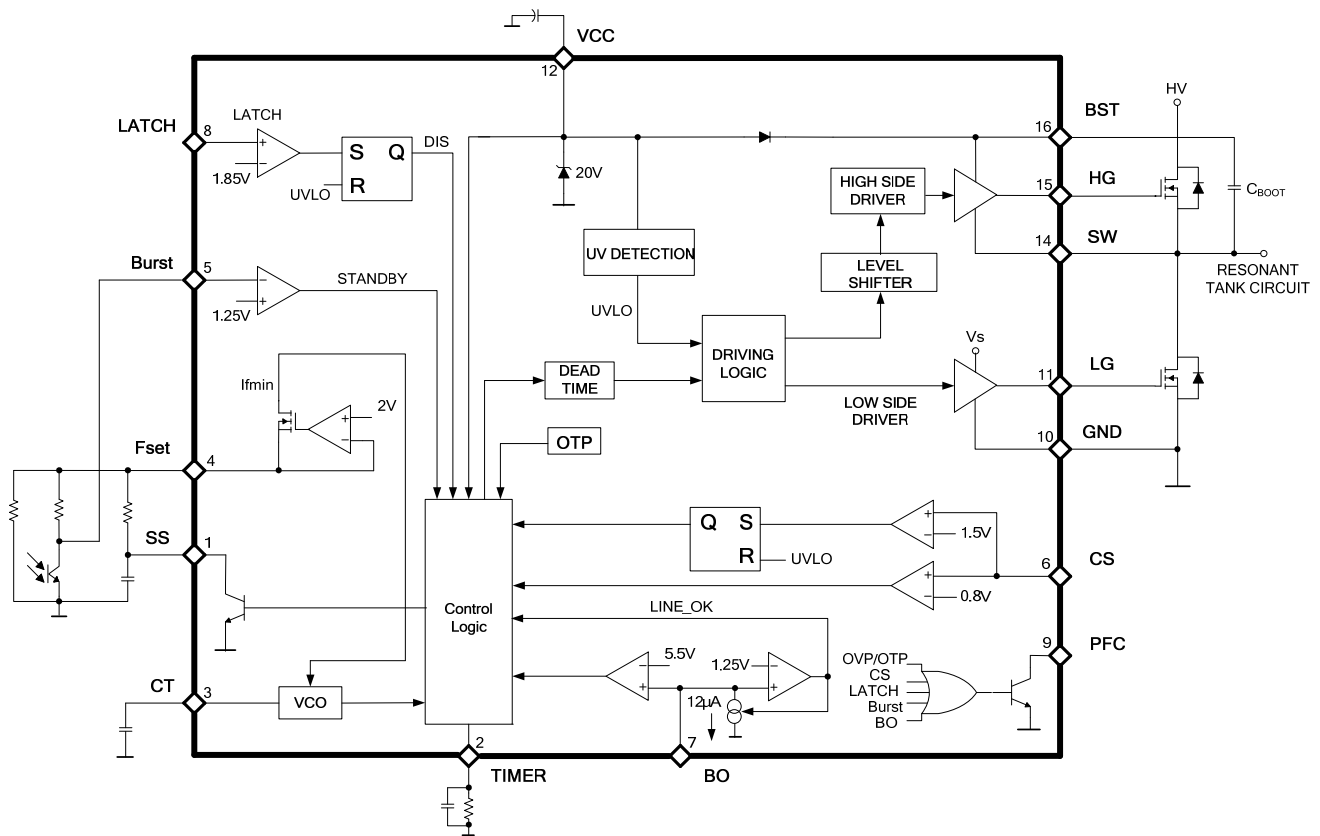 VCC
12
HV
BST
16
LATCH
8
LATCH
+
−
1.85V
S Q
R
UVLO
DIS
20V
HIGH SIDE
DRIVER
15
HG
CBOOT
14
SW
RESONANT
TANK CIRCUIT
UV DETECTION
LEVEL
SHIFTER
Burst
5
−
+
1.25V
STANDBY
UVLO
DRIVING
LOGIC
Vs
11
LG
LOW SIDE
DRIVER
DEAD
TIME
Ifmin
2V
+
−
10
GND
OTP
Fset
4
Q S
R
UVLO
+
−
1.5V
SS
1
6
CS
+
−
0.8V
Control
Logic
LINE_OK
9
PFC
5.5V
−
+
1.25V
−
+
12µA
OVP/OTP
CS
LATCH
Burst
BO
CT
3
VCO
2
TIMER
7
BO